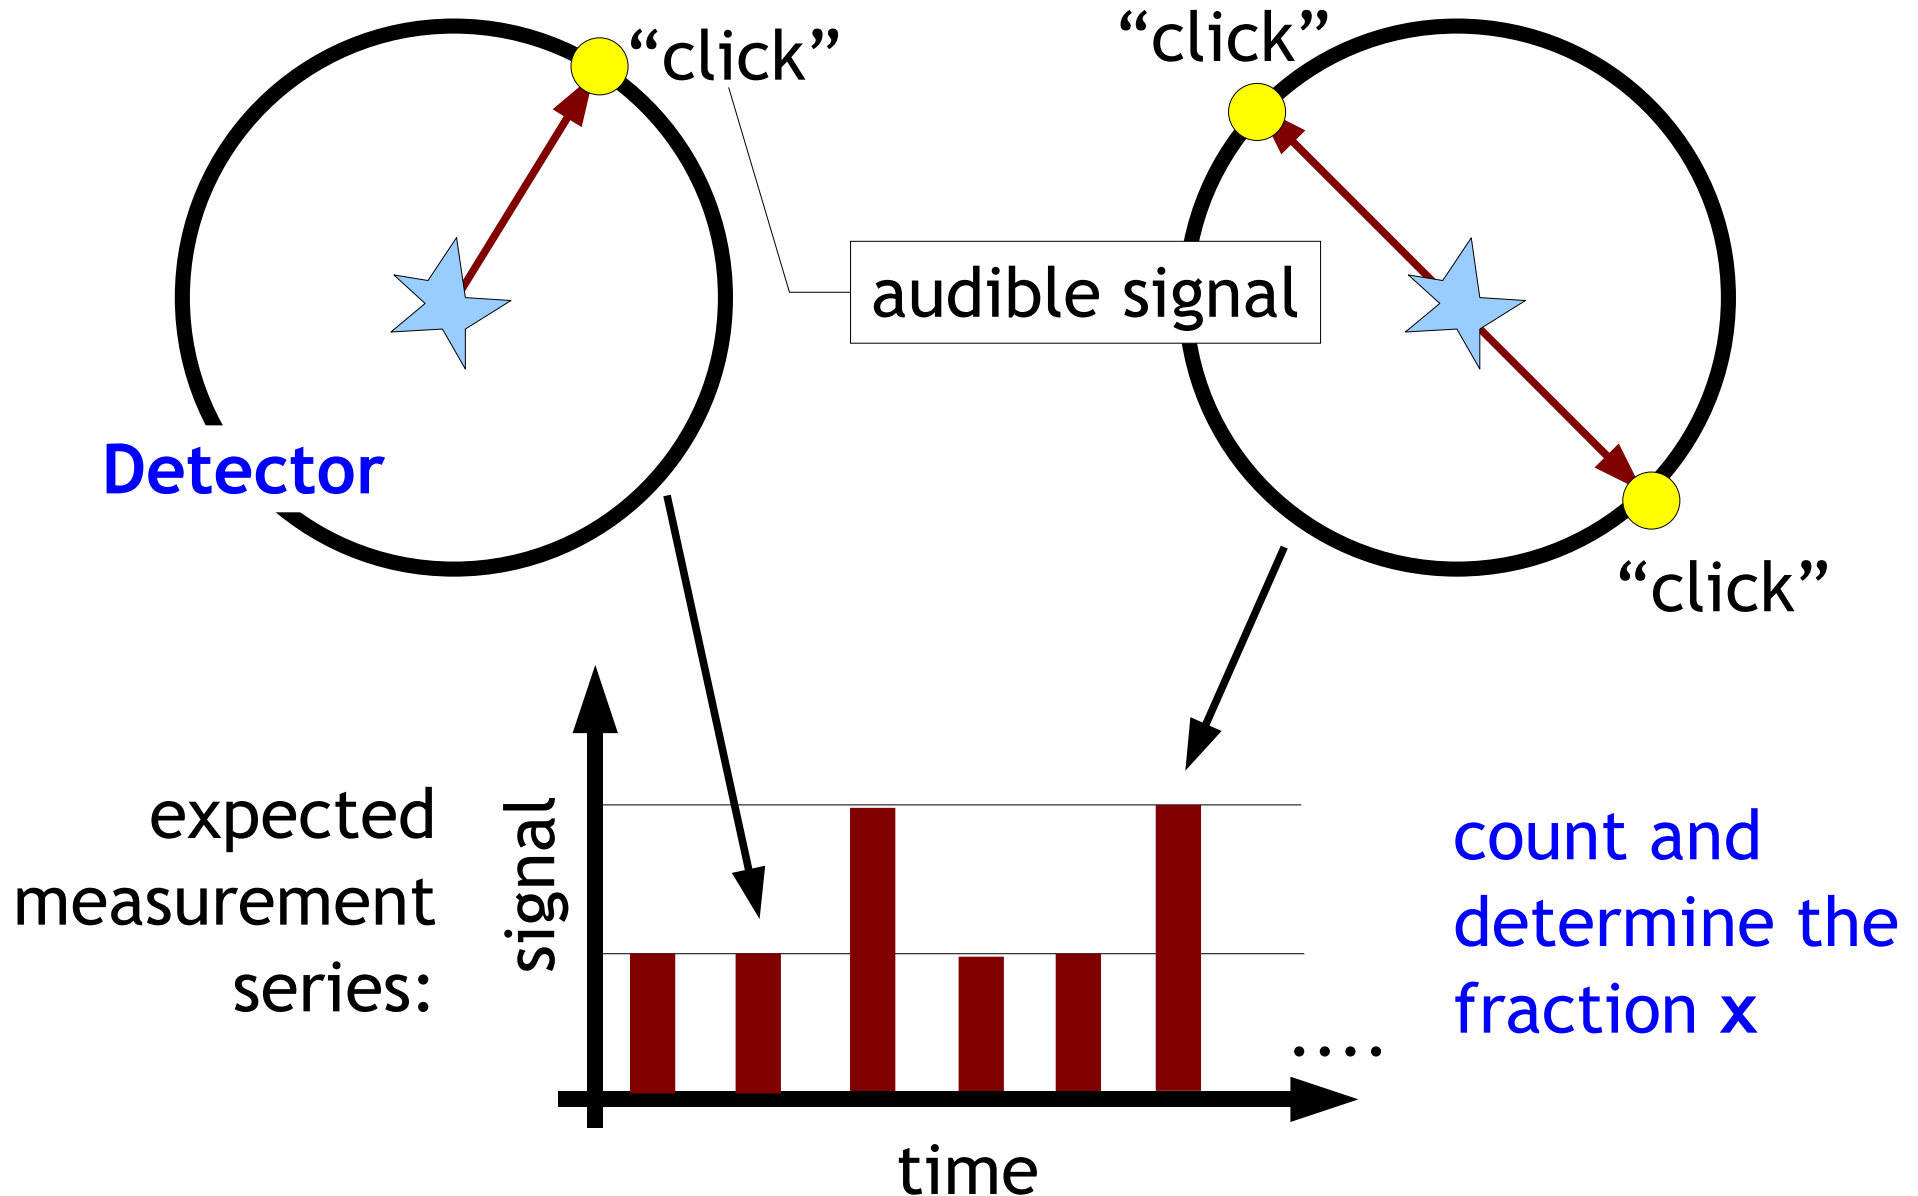 “click”
“click”
audible signal
Detector
“click”
expected
measurement
series:
signal
count and
determine the
fraction x
....
time